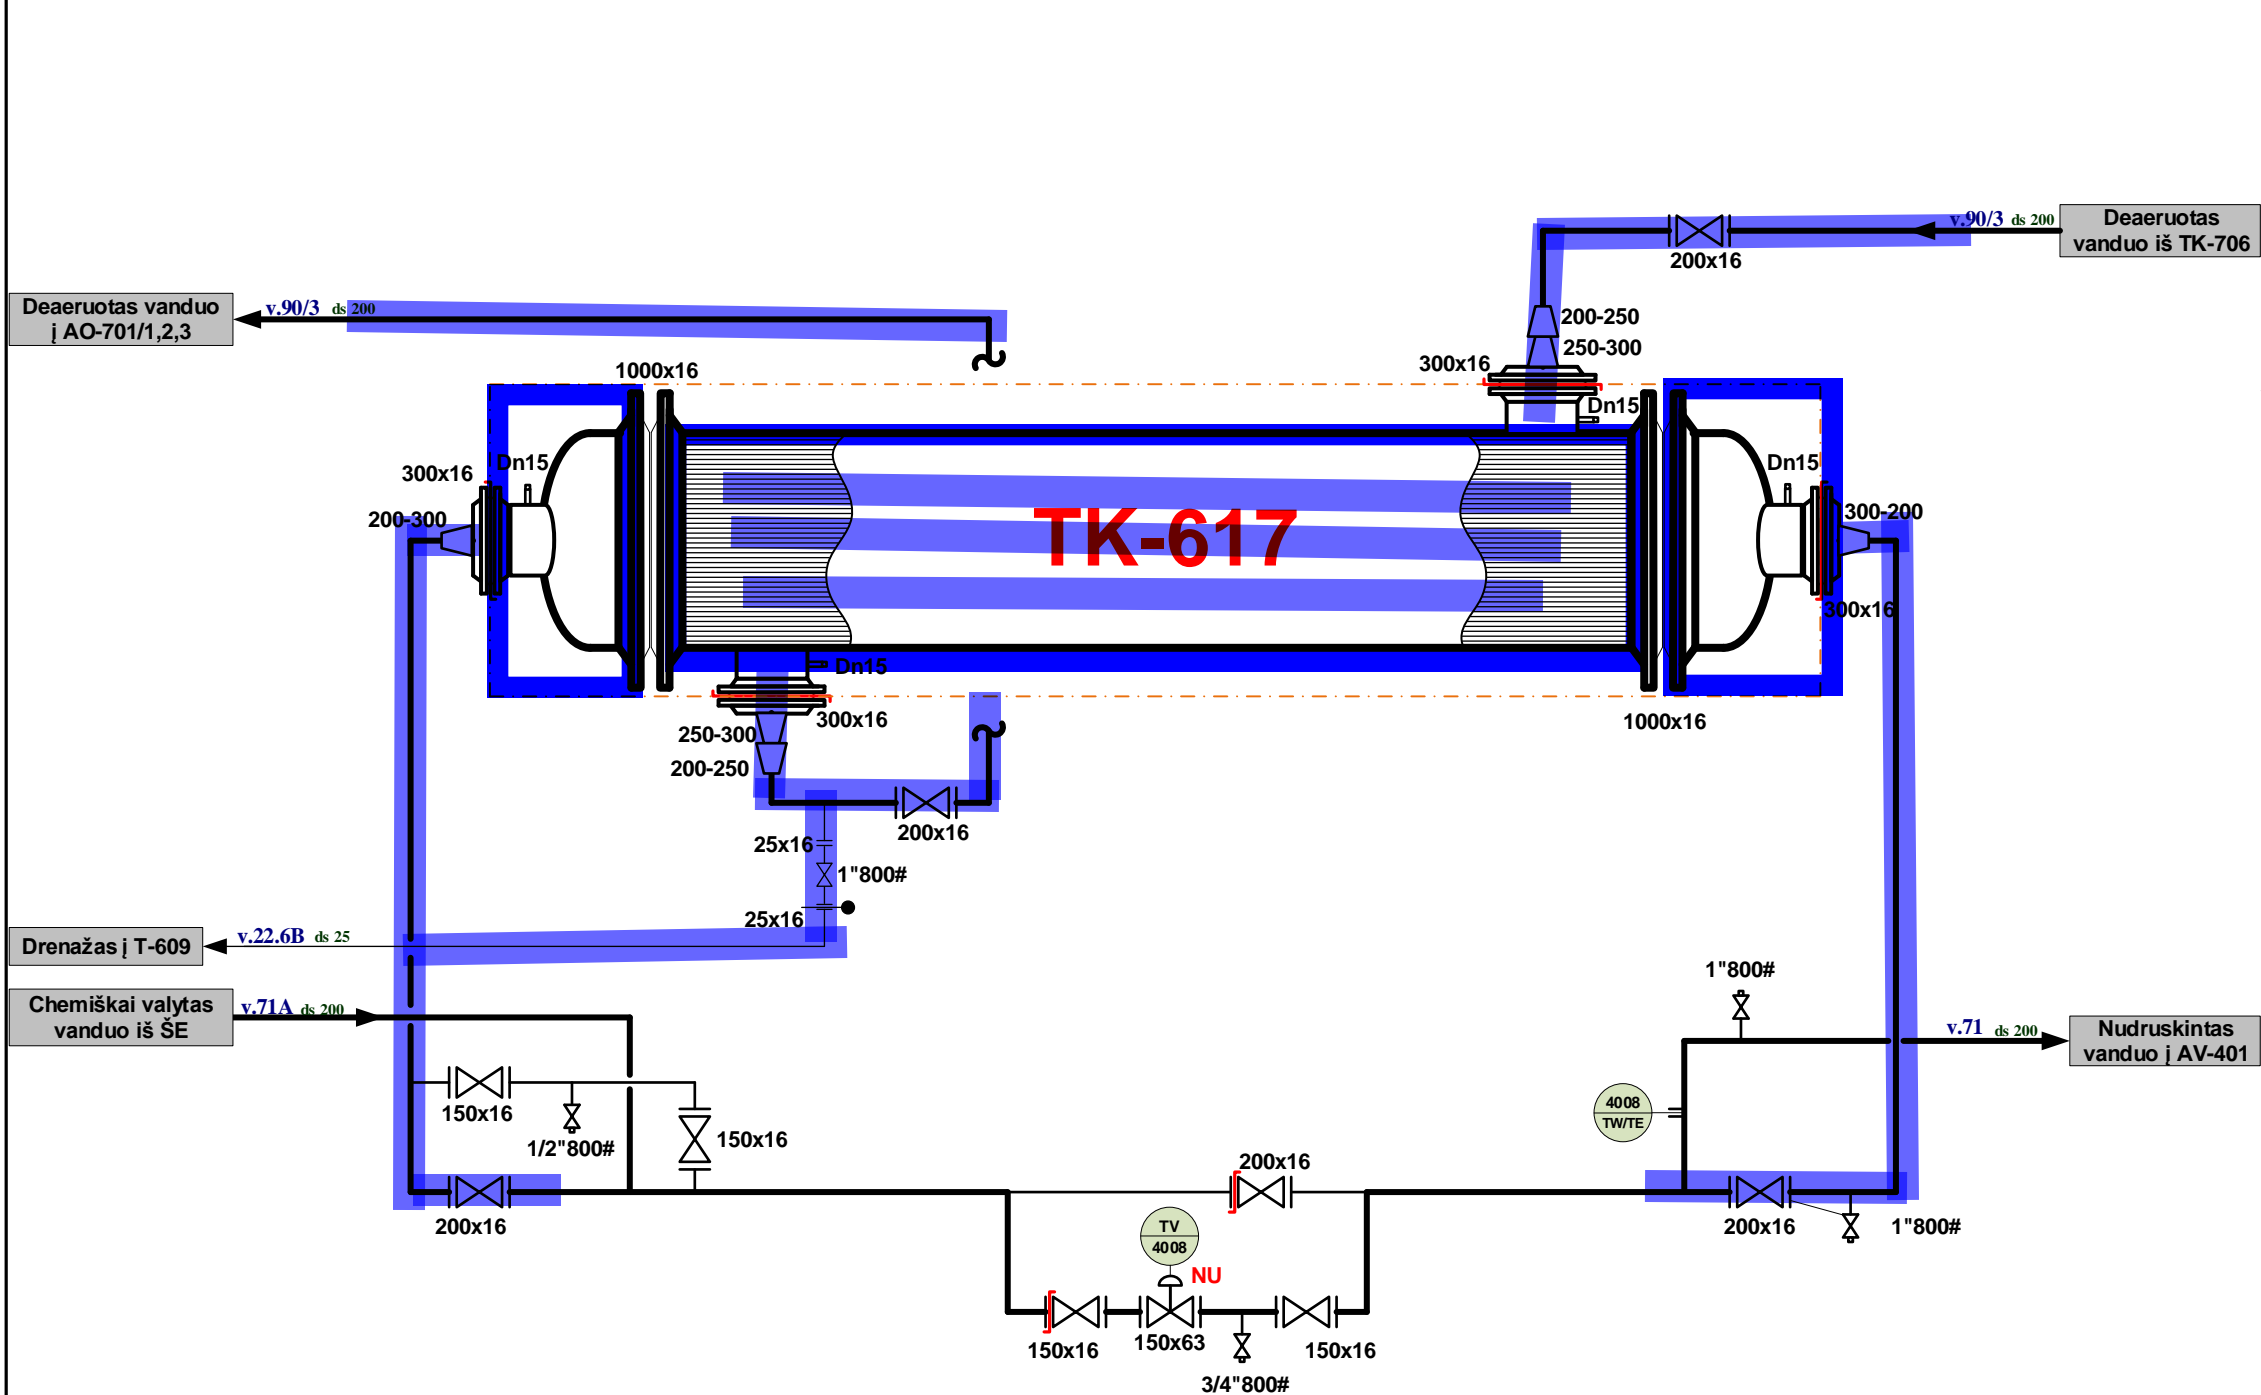 v.90/3 ds 200
Deaeruotas
vanduo iš TK-706
200x16
Deaeruotas vanduo
į AO-701/1,2,3
v.90/3 ds 200
200-250
250-300
300x16
Dn15
1000x16
300x16
Dn15
200-300
TK-617
Dn15
300-200
300x16
Dn15
300x16
1000x16
250-300
200-250
200x16
25x16
1"800#
25x16
Drenažas į T-609
v.22.6B ds 25
Chemiškai valytas
vanduo iš ŠE
v.71A ds 200
1"800#
v.71 ds 200
Nudruskintas
vanduo į AV-401
150x16
1/2"800#
150x16
4008
TW/TE
200x16
200x16
200x16
1"800#
TV
4008
NU
150x16
150x63
150x16
3/4"800#